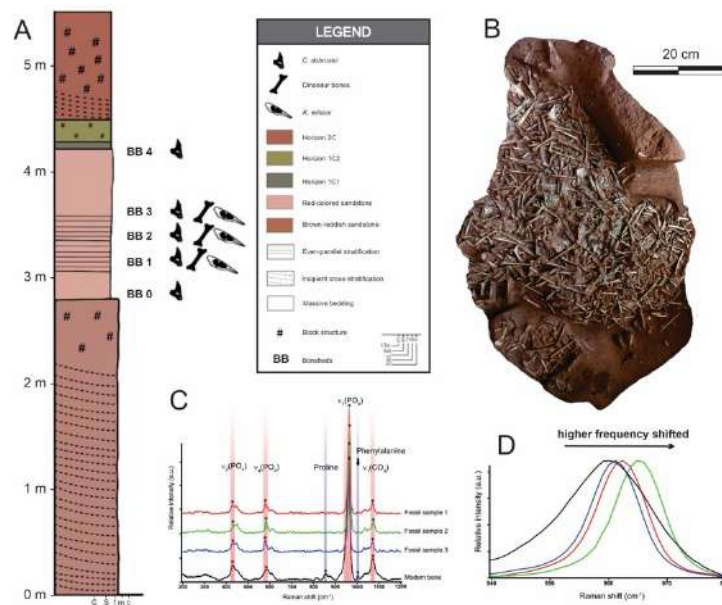 A
5 m
4 m
3 m
2 m
1 m
0 m
BB 4
BB 3
BB 2
BB 1
BB 0
LEGEND
Dinosaur bones
Horizon 2C
Horizon 1C2
Horizon 1C1
Red-colored sandstone
Brown-reddish sandstone
Even-parallel stratification
Incipient cross stratification
Massive bedding
# Block structure
BB Bonebeds
B
20 cm
C
ν₁(PO₄)
ν₂(PO₄)
ν₄(PO₄)
Proline
Phenylalanine
ν₁(CO₃)
Relative intensity (a.u.)
Fossil sample 1
Fossil sample 2
Fossil sample 3
Modern bone
Raman shift (cm⁻¹)
D
higher frequency shifted
Relative intensity (a.u.)
940
960
970
Raman shift (cm⁻¹)